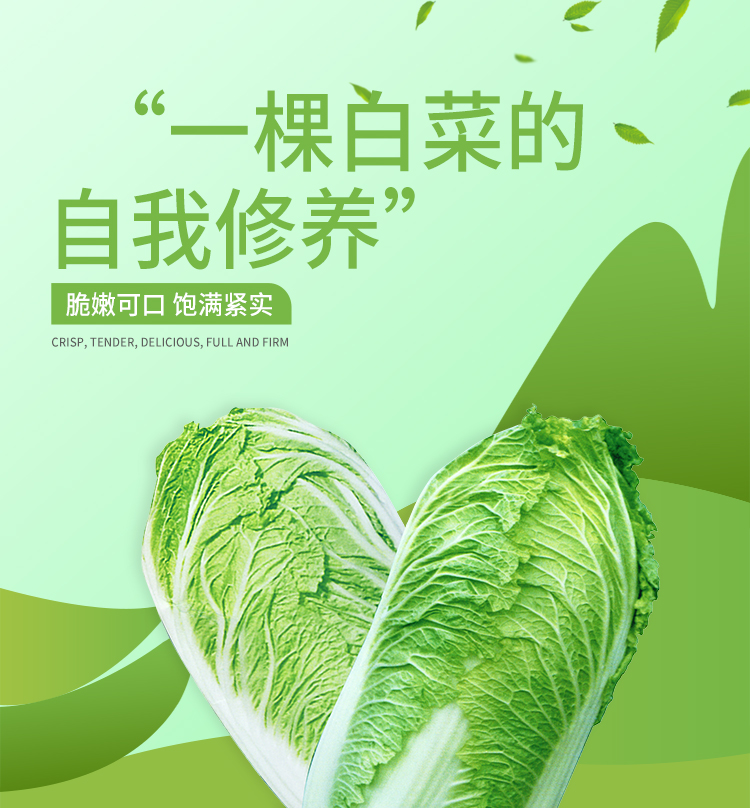 “一棵白菜的
自我修养”
脆嫩可口 饱满紧实
CRISP, TENDER, DELICIOUS, FULL AND FIRM